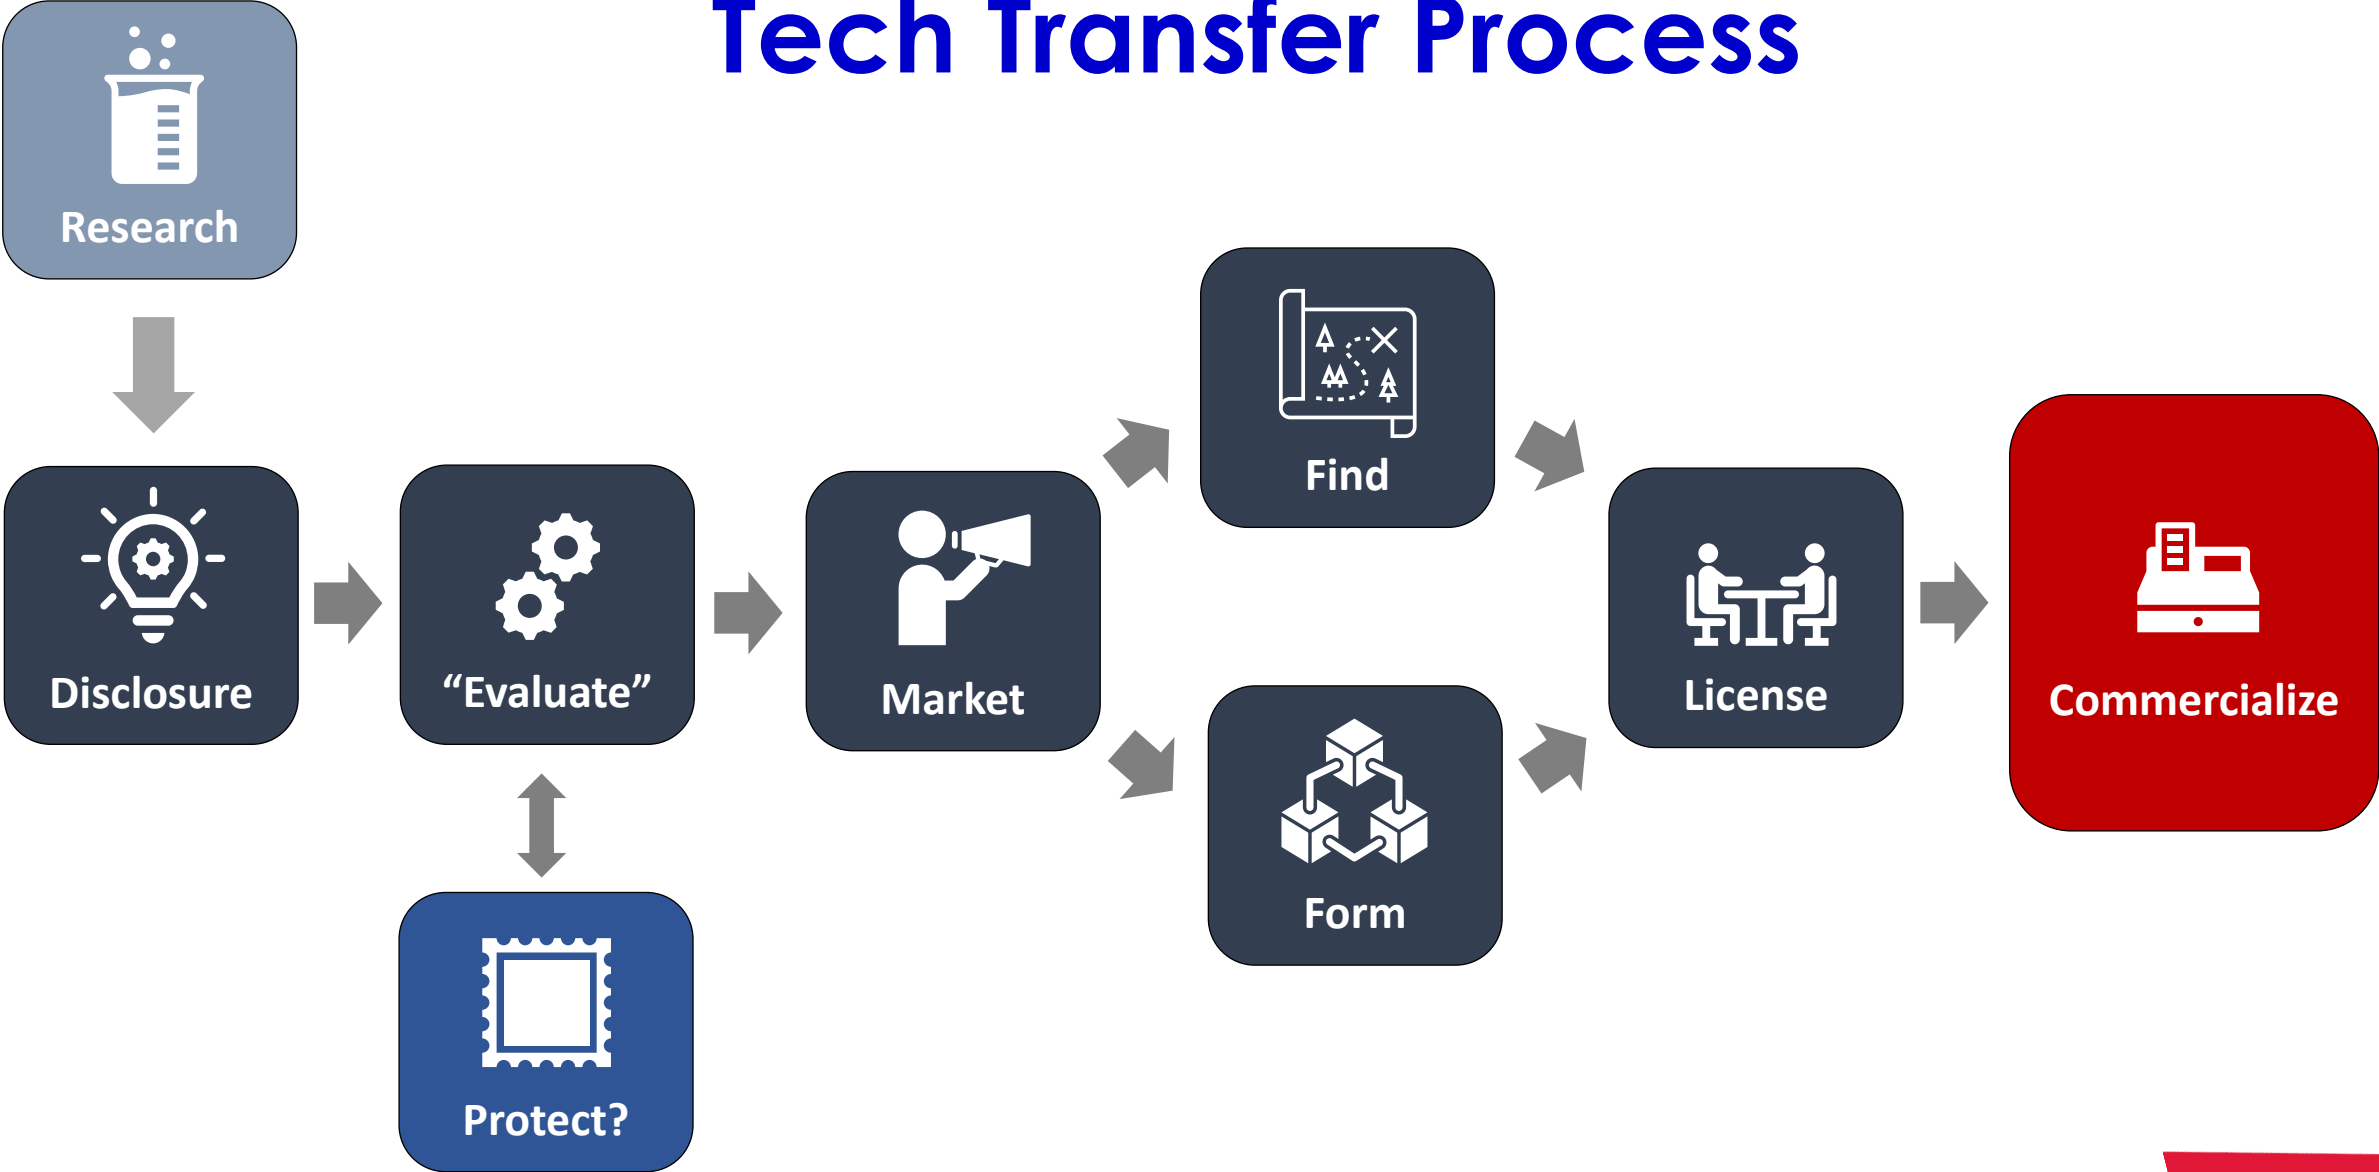 Tech Transfer Process
Research
Disclosure
“Evaluate”
Protect?
Market
Find
Form
License
Commercialize